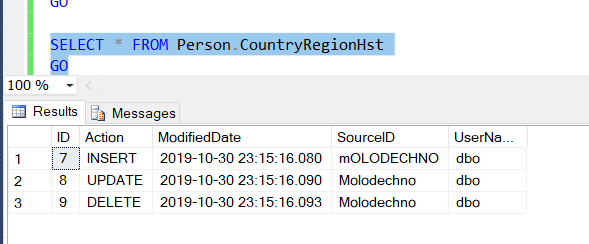 GO
SELECT * FROM Person.CountryRegionHst
GO
100 %
Results Messages
ID Action ModifiedDate SourceID UserNa...
1 7 INSERT 2019-10-30 23:15:16.080 mOLODECHNO dbo
2 8 UPDATE 2019-10-30 23:15:16.090 Molodechno dbo
3 9 DELETE 2019-10-30 23:15:16.093 Molodechno dbo